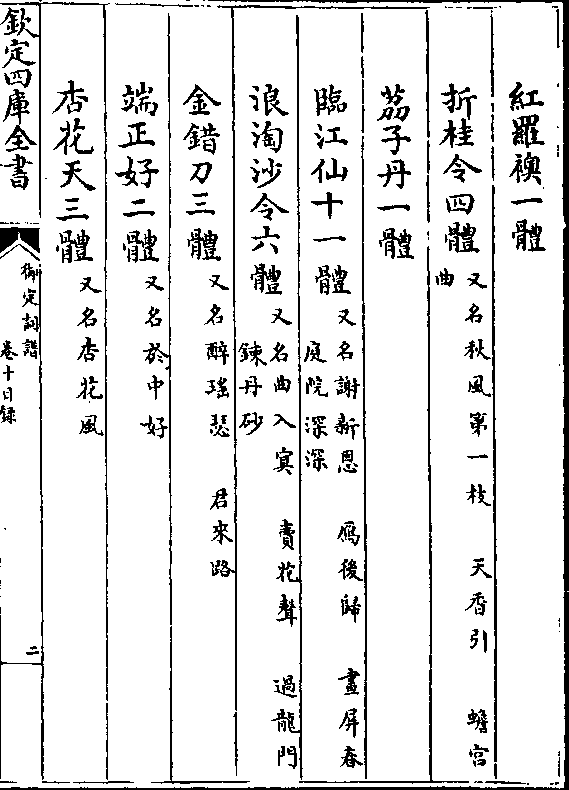 紅羅襖一體
折桂令四體 又名秋風第一枝 天香引 蟾宮
曲
荔子丹一體
臨江仙十一體 又名謝新恩 鴈後歸 畫屏春
庭院深深
浪淘沙令六體 又名曲入冥 賣花聲 過龍門
鍊丹砂
金錯刀三體 又名醉瑤瑟 君來路
端正好二體 又名於中好
杏花天三體 又名杏花風
欽定四庫全書
御定詞譜
卷十目録
二